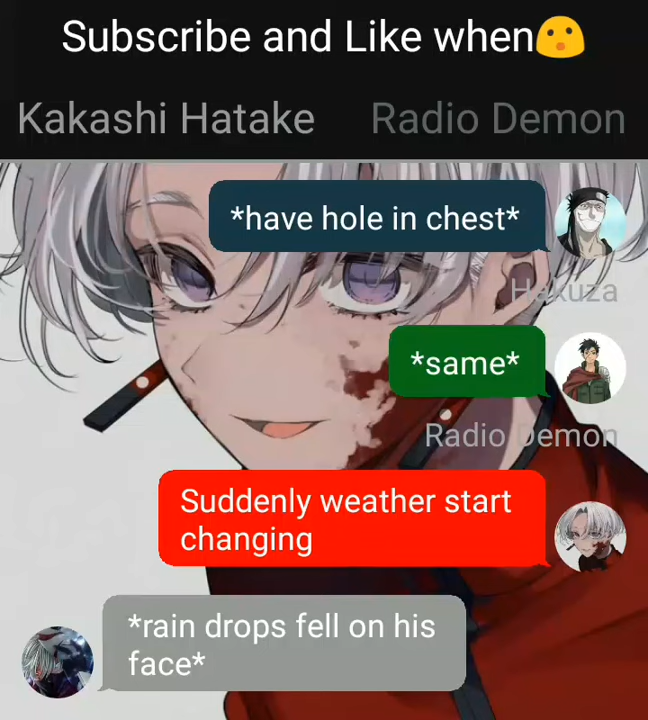 Subscribe and Like when😮
Kakashi Hatake Radio Demon
*have hole in chest*
Hakuza
*same*
Radio Demon
Suddenly weather start
changing
*rain drops fell on his
face*